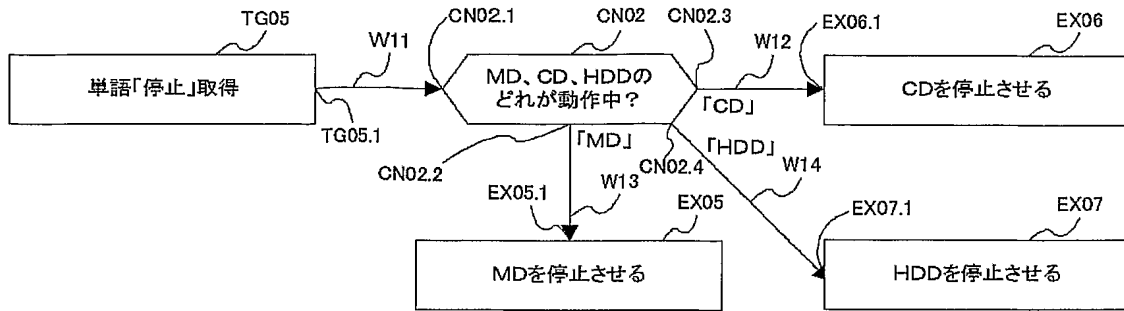 TG05
W11
CN02.1
CN02
CN02.3
W12
EX06.1
EX06
単語「停止」取得
MD、CD、HDDの
どれが動作中?
CDを停止させる
TG05.1
「CD」
CN02.2
「MD」
CN02.4
「HDD」
W14
EX05.1
W13
EX05
EX07.1
EX07
MDを停止させる
HDDを停止させる